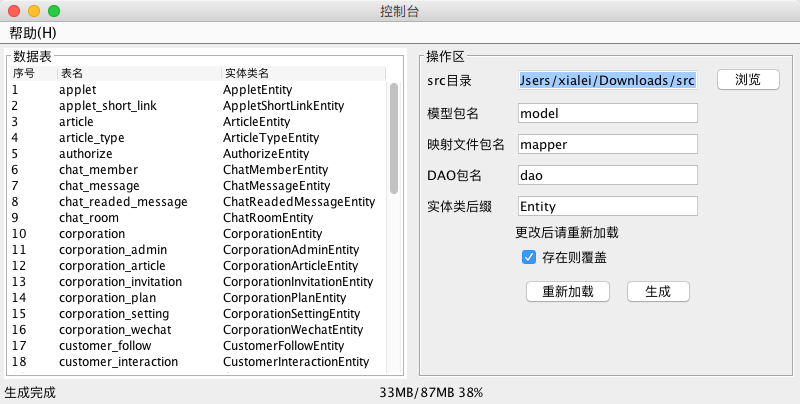 控制台
帮助(H)
数据表
序号 表名 实体类名
1 applet AppletEntity
2 applet_short_link AppletShortLinkEntity
3 article ArticleEntity
4 article_type ArticleTypeEntity
5 authorize AuthorizeEntity
6 chat_member ChatMemberEntity
7 chat_message ChatMessageEntity
8 chat_readed_message ChatReadedMessageEntity
9 chat_room ChatRoomEntity
10 corporation CorporationEntity
11 corporation_admin CorporationAdminEntity
12 corporation_article CorporationArticleEntity
13 corporation_invitation CorporationInvitationEntity
14 corporation_plan CorporationPlanEntity
15 corporation_setting CorporationSettingEntity
16 corporation_wechat CorporationWechatEntity
17 customer_follow CustomerFollowEntity
18 customer_interaction CustomerInteractionEntity
操作区
src目录 Jsers/xialei/Downloads/src 浏览
模型包名 model
映射文件包名 mapper
DAO包名 dao
实体类后缀 Entity
更改后请重新加载
存在则覆盖
重新加载 生成
生成完成 33MB/87MB 38%